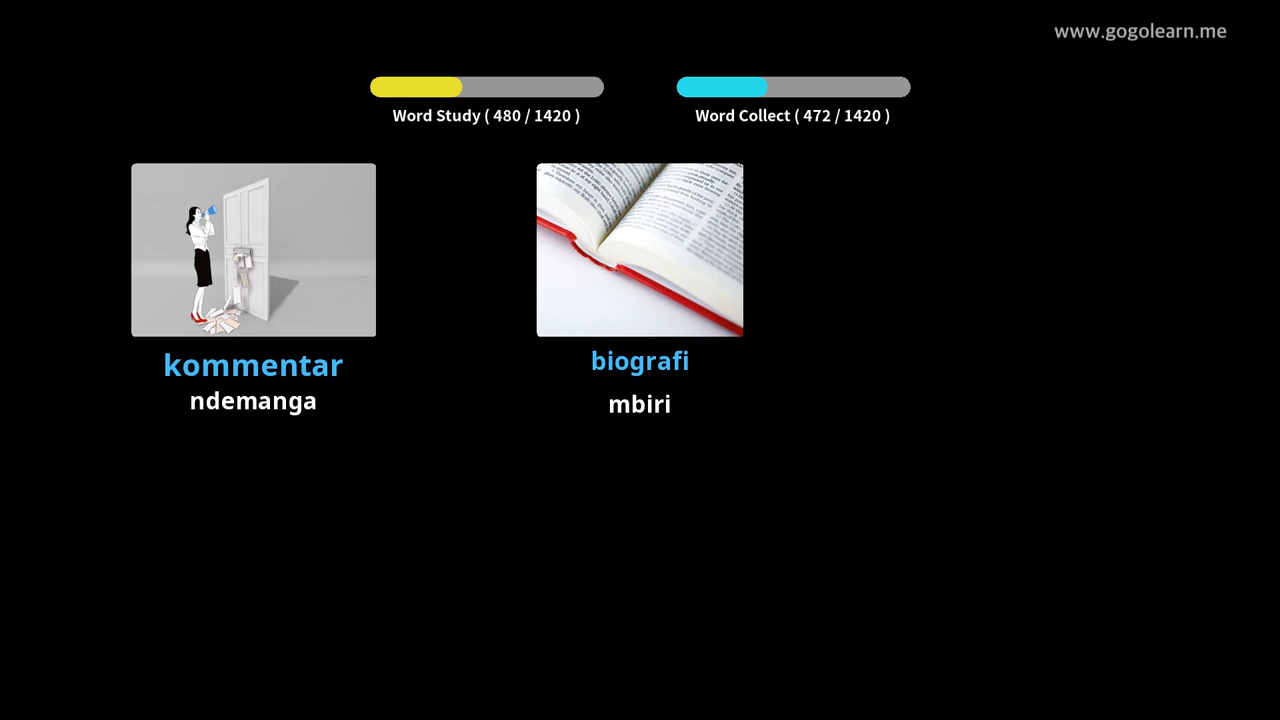 www.gogolearn.me
Word Study ( 480 / 1420 )
Word Collect ( 472 / 1420 )
kommentar
ndemanga
biografi
mbiri